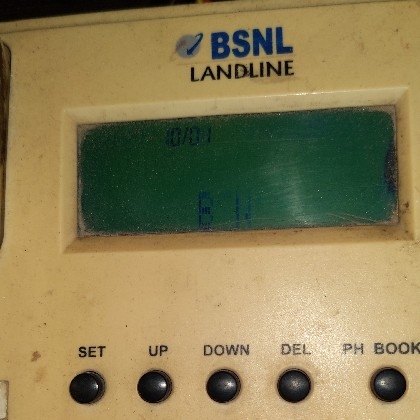 BSNL
LANDLINE
10/01
SET UP DOWN DEL PH BOOK